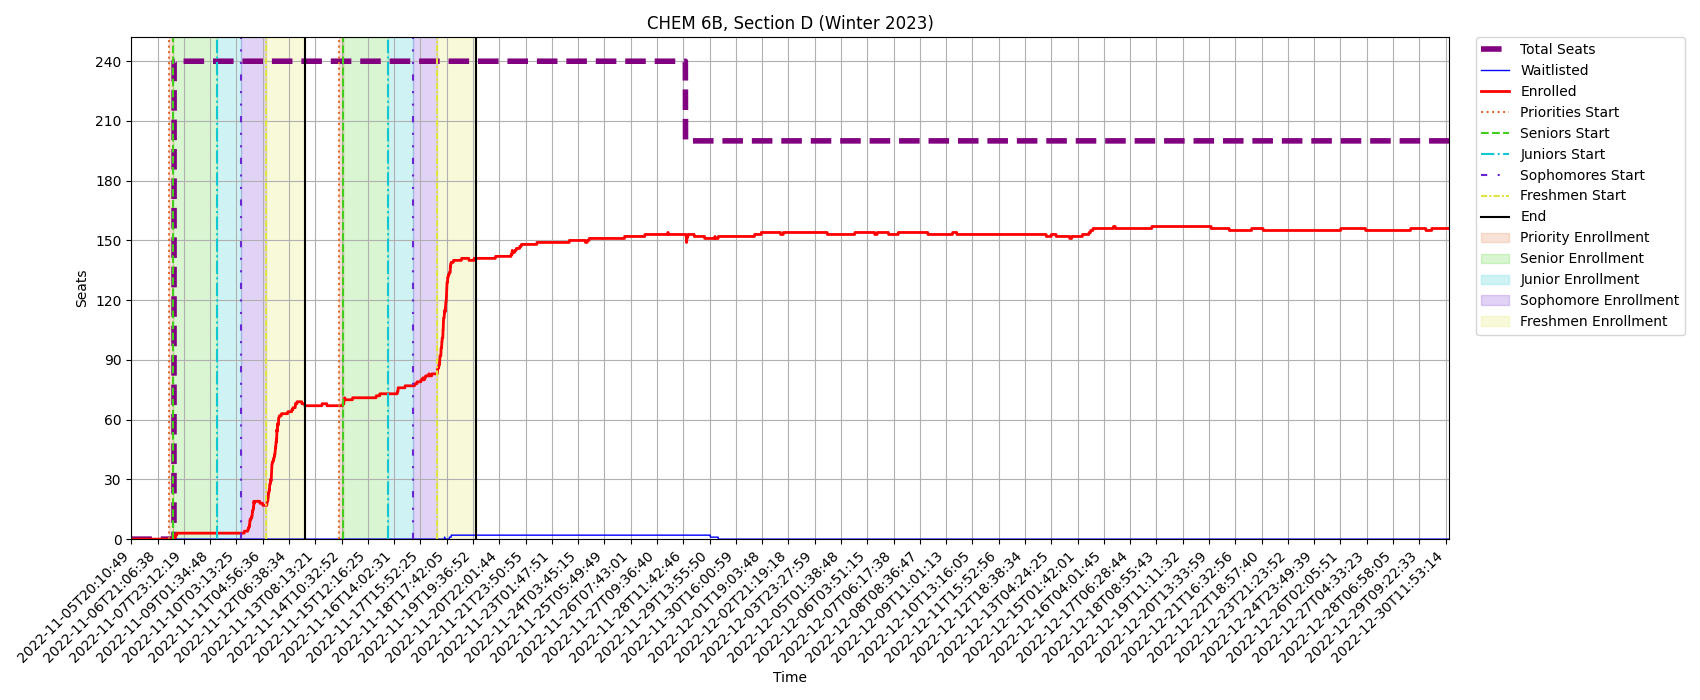 CHEM 6B, Section D (Winter 2023)
Seats
240
210
180
150
120
90
60
30
0
2022-11-05T20:10:49
2022-11-06T21:06:38
2022-11-07T23:12:19
2022-11-09T01:34:48
2022-11-10T03:13:25
2022-11-11T04:56:36
2022-11-12T06:38:34
2022-11-13T08:13:21
2022-11-14T10:32:52
2022-11-15T12:16:25
2022-11-16T14:02:31
2022-11-17T15:52:25
2022-11-18T17:42:05
2022-11-19T19:36:52
2022-11-20T22:01:44
2022-11-21T23:50:55
2022-11-23T01:47:51
2022-11-24T03:45:15
2022-11-25T05:49:49
2022-11-26T07:43:01
2022-11-27T09:36:40
2022-11-28T11:42:46
2022-11-29T13:55:50
2022-11-30T16:00:59
2022-12-01T19:03:48
2022-12-02T21:19:18
2022-12-03T23:27:59
2022-12-05T01:38:48
2022-12-06T03:51:15
2022-12-07T06:17:38
2022-12-08T08:36:47
2022-12-09T11:01:13
2022-12-10T13:16:05
2022-12-11T15:52:56
2022-12-12T18:38:34
2022-12-13T04:24:25
2022-12-15T01:42:01
2022-12-16T04:01:45
2022-12-17T06:28:44
2022-12-18T08:55:43
2022-12-19T11:11:32
2022-12-20T13:33:59
2022-12-21T16:32:56
2022-12-22T18:57:40
2022-12-23T21:23:52
2022-12-24T23:49:39
2022-12-26T02:05:51
2022-12-27T04:33:23
2022-12-28T06:58:05
2022-12-29T09:22:33
2022-12-30T11:53:14
Time
Total Seats
Waitlisted
Enrolled
Priorities Start
Seniors Start
Juniors Start
Sophomores Start
Freshmen Start
End
Priority Enrollment
Senior Enrollment
Junior Enrollment
Sophomore Enrollment
Freshmen Enrollment